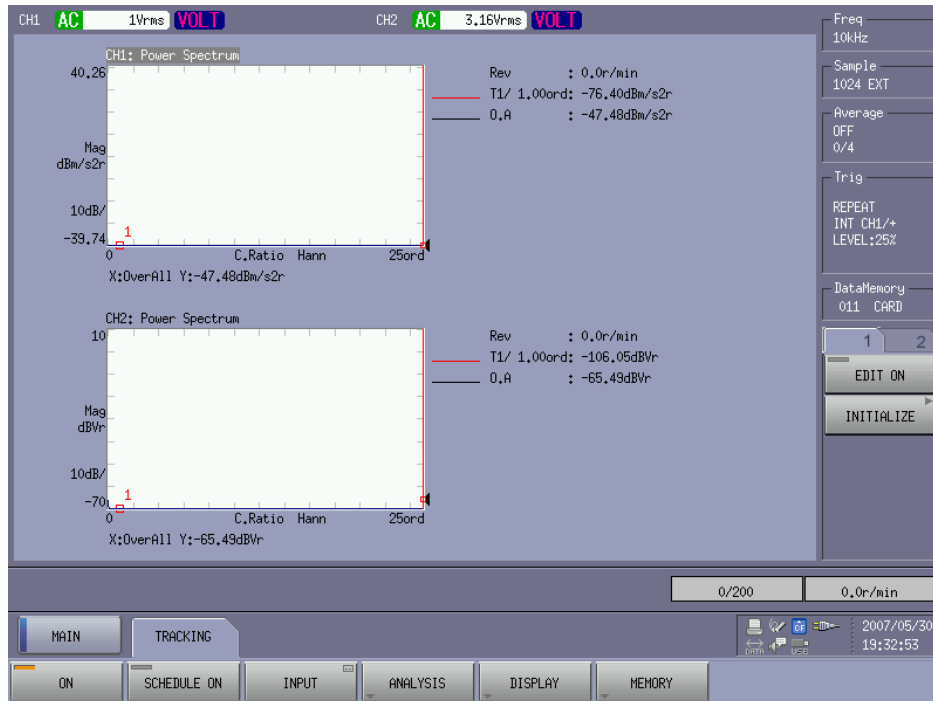 CH1 AC 1Vrms VOLT CH2 AC 3.16Vrms VOLT
CH1: Power Spectrum
40.26
Mag
dBm/s2r
10dB/
-39.74
1
0 C.Ratio Hann 25ord
X:OverAll Y:-47.48dBm/s2r
Rev : 0.0r/min
T1/ 1.00ord: -76.40dBm/s2r
O.A : -47.48dBm/s2r
CH2: Power Spectrum
10
Mag
dBVr
10dB/
-70
1
0 C.Ratio Hann 25ord
X:OverAll Y:-65.49dBVr
Rev : 0.0r/min
T1/ 1.00ord: -106.05dBVr
O.A : -65.49dBVr
Freq
10kHz
Sample
1024 EXT
Average
OFF
0/4
Trig
REPEAT
INT CH1/+
LEVEL:25%
DataMemory
011 CARD
1 2
EDIT ON
INITIALIZE
0/200 0.0r/min
MAIN TRACKING
CF
DATA USB
2007/05/30
19:32:53
ON SCHEDULE ON INPUT ANALYSIS DISPLAY MEMORY